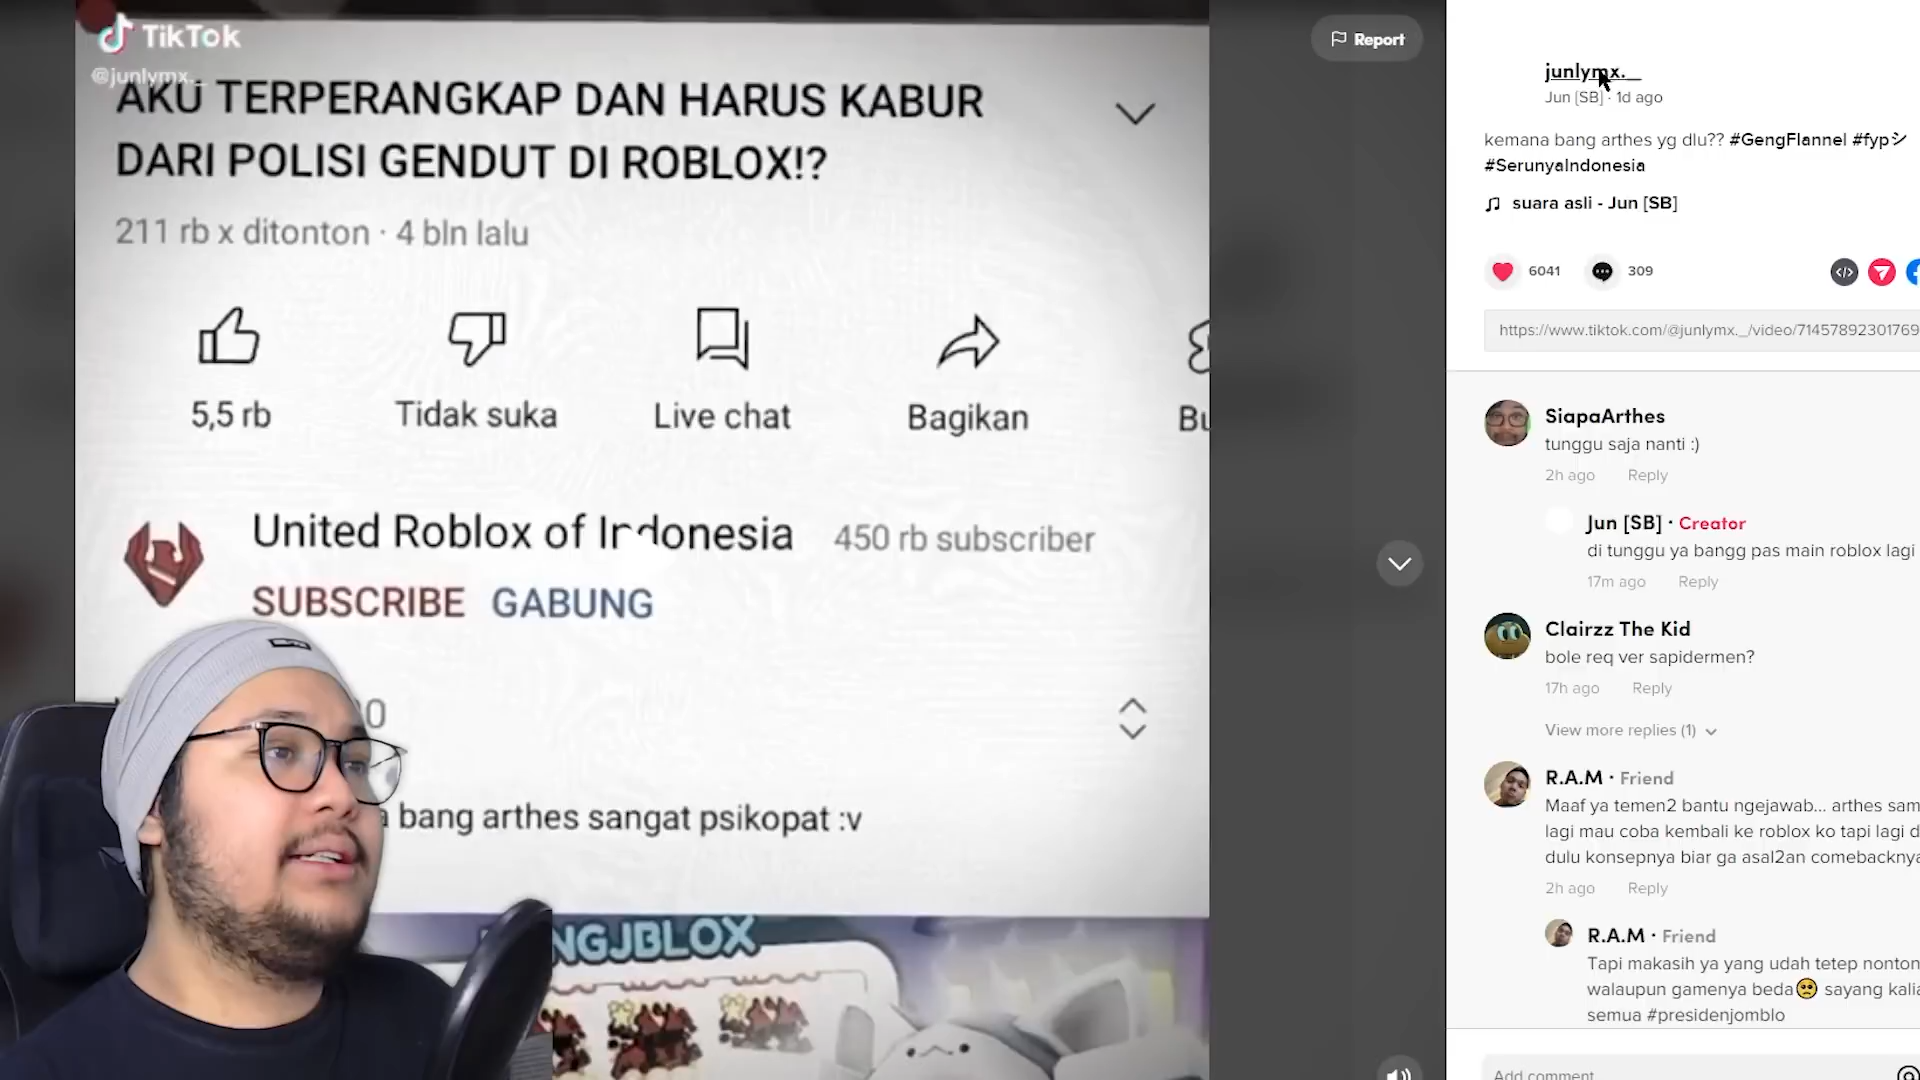 TikTok
@junlymx._
AKU TERPERANGKAP DAN HARUS KABUR
DARI POLISI GENDUT DI ROBLOX!?
211 rb x ditonton · 4 bln lalu
5,5 rb
Tidak suka
Live chat
Bagikan
United Roblox of Indonesia
450 rb subscriber
SUBSCRIBE
GABUNG
bang arthes sangat psikopat :v
NGJBLOX
Report
junlymx.__
Jun [SB] · 1d ago
kemana bang arthes yg dlu?? #GengFlannel #fypシ
#SerunyaIndonesia
suara asli - Jun [SB]
6041
309
https://www.tiktok.com/@junlymx._/video/71457892301769
SiapaArthes
tunggu saja nanti :)
2h ago
Reply
Jun [SB] · Creator
di tunggu ya bangg pas main roblox lagi
17m ago
Reply
Clairzz The Kid
bole req ver sapidermen?
17h ago
Reply
View more replies (1)
R.A.M · Friend
Maaf ya temen2 bantu ngejawab... arthes sam
lagi mau coba kembali ke roblox ko tapi lagi d
dulu konsepnya biar ga asal2an comebacknya
2h ago
Reply
R.A.M · Friend
Tapi makasih ya yang udah tetep nonton
walaupun gamenya beda🥺 sayang kalia
semua #presidenjomblo
Add comment